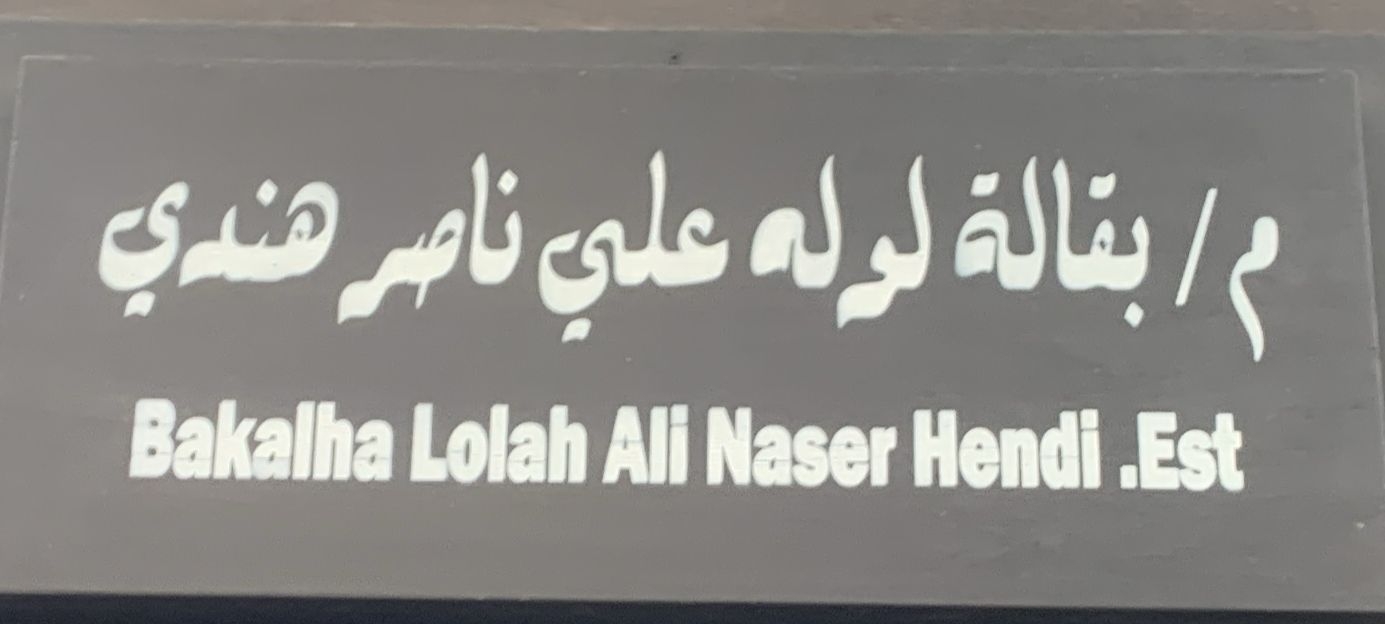 م/ بقالة لوله علي ناصر هندي
Bakalha Lolah Ali Naser Hendi .Est